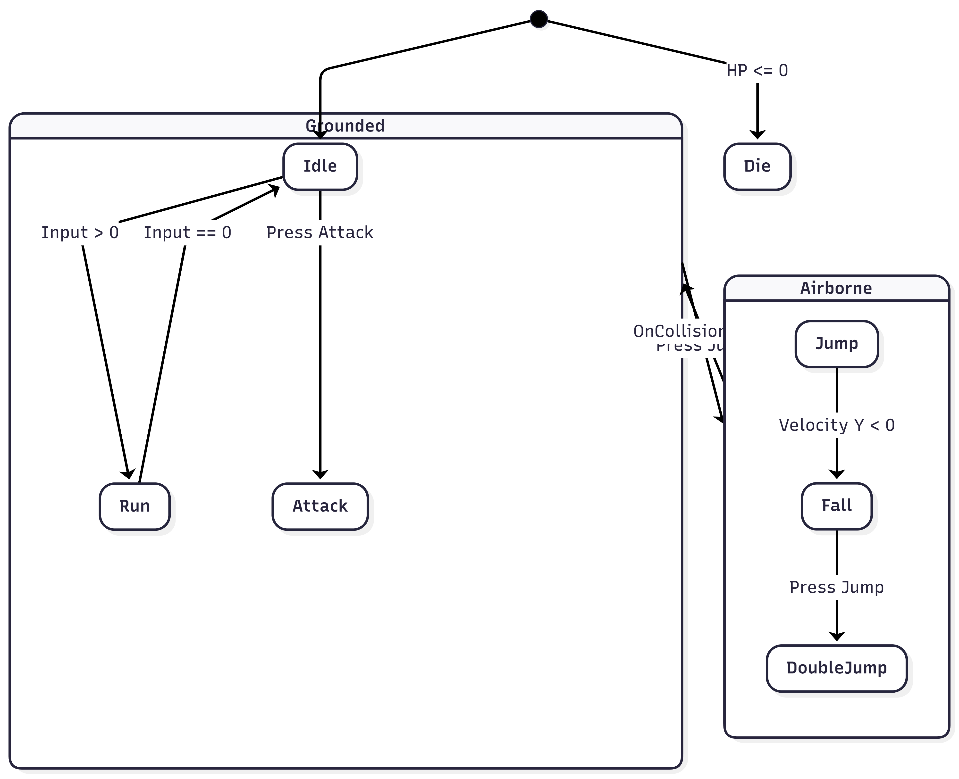 HP <= 0
Grounded
Idle
Die
Input > 0
Input == 0
Press Attack
Airborne
OnCollision
Press
Jump
Velocity Y < 0
Run
Attack
Fall
Press Jump
DoubleJump